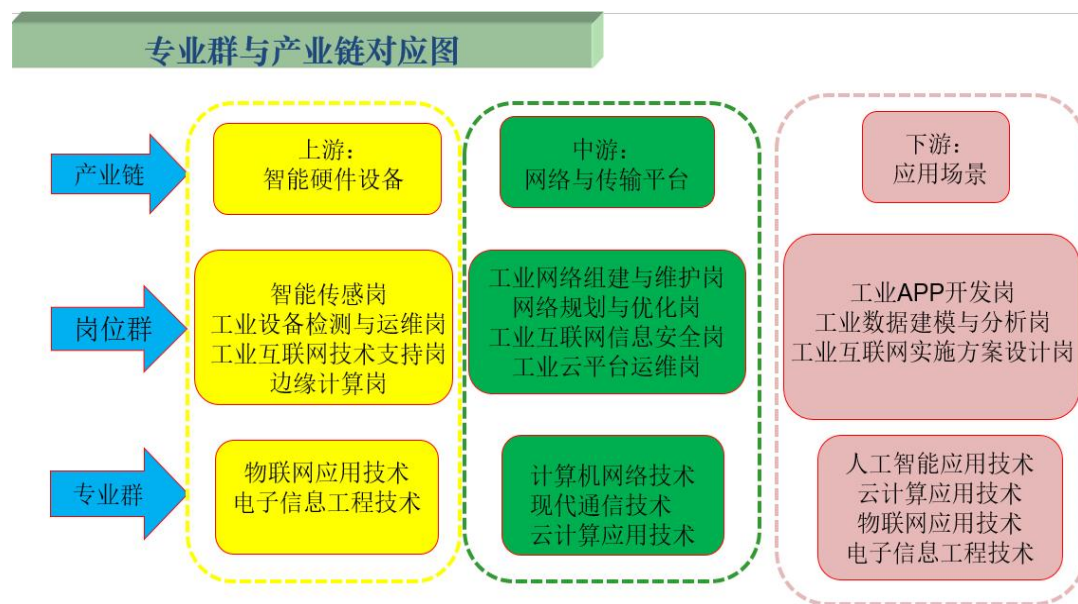 专业群与产业链对应图
产业链
上游：
智能硬件设备
中游：
网络与传输平台
下游：
应用场景
岗位群
智能传感岗
工业设备检测与运维岗
工业互联网技术支持岗
边缘计算岗
工业网络组建与维护岗
网络规划与优化岗
工业互联网信息安全岗
工业云平台运维岗
工业APP开发岗
工业数据建模与分析岗
工业互联网实施方案设计岗
专业群
物联网应用技术
电子信息工程技术
计算机网络技术
现代通信技术
云计算应用技术
人工智能应用技术
云计算应用技术
物联网应用技术
电子信息工程技术